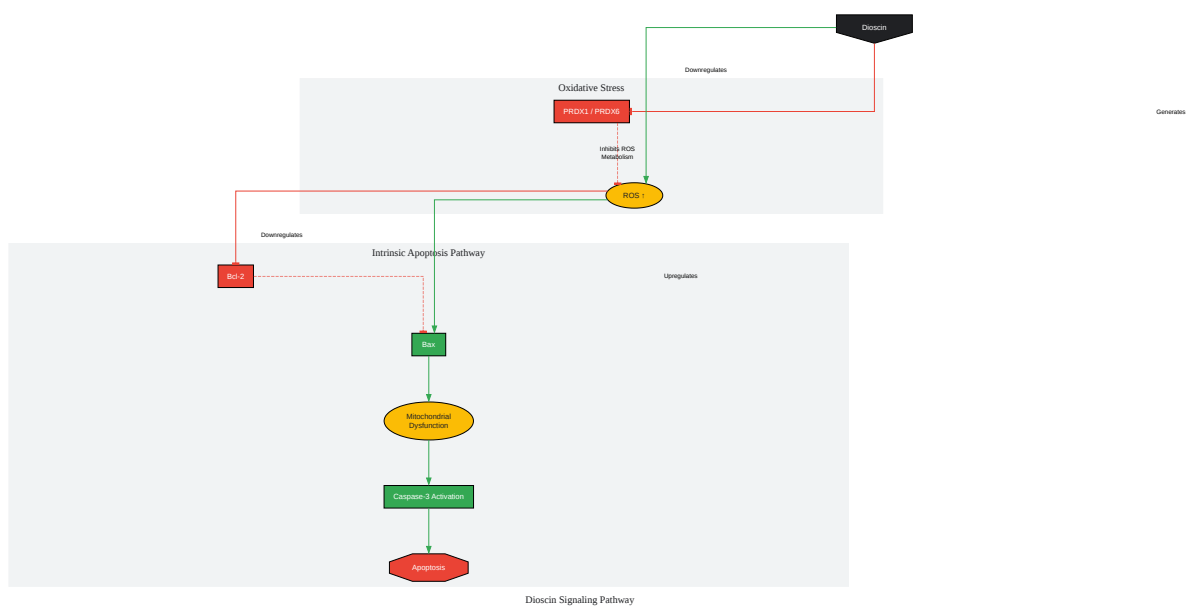 Dioscin
Downregulates
Oxidative Stress
PRDX1 / PRDX6
Generates
Inhibits ROS
Metabolism
ROS ↑
Downregulates
Intrinsic Apoptosis Pathway
Bcl-2
Upregulates
Bax
Mitochondrial
Dysfunction
Caspase-3 Activation
Apoptosis
Dioscin Signaling Pathway